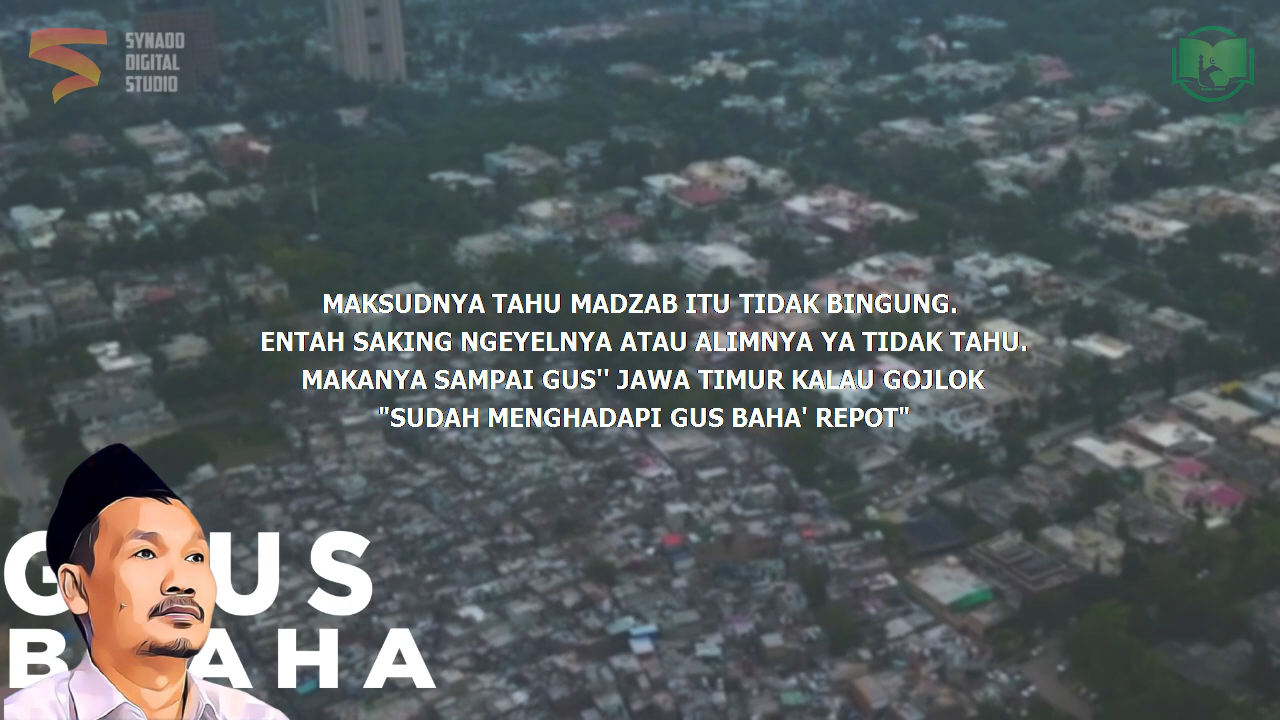 SYNADO
DIGITAL
STUDIO
MAKSUDNYA TAHU MADZAB ITU TIDAK BINGUNG.
ENTAH SAKING NGEYELNYA ATAU ALIMNYA YA TIDAK TAHU.
MAKANYA SAMPAI GUS'' JAWA TIMUR KALAU GOJLOK
"SUDAH MENGHADAPI GUS BAHA' REPOT"
GUS
BAHA